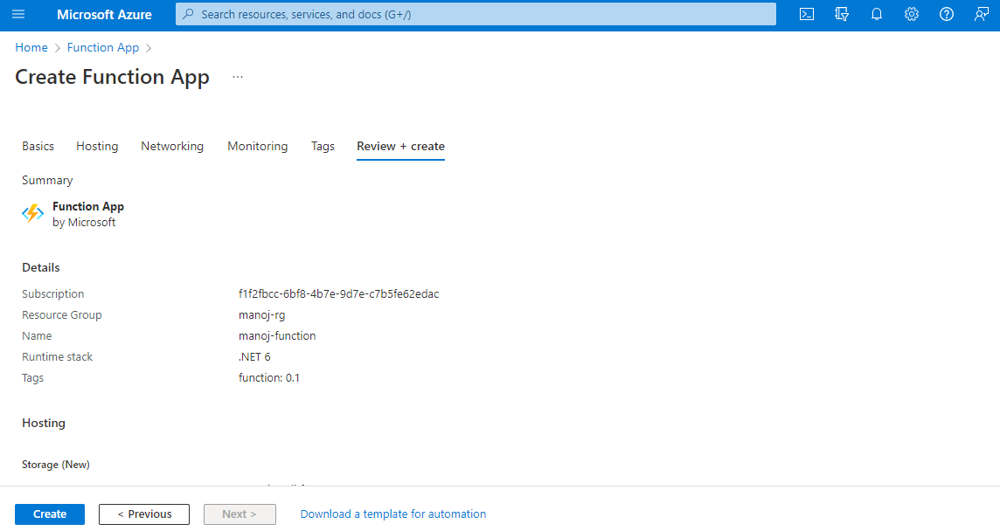 Microsoft Azure
Search resources, services, and docs (G+/)
Home > Function App >
Create Function App ...
Basics Hosting Networking Monitoring Tags Review + create
Summary
Function App
by Microsoft
Details
Subscription f1f2fbcc-6bf8-4b7e-9d7e-c7b5fe62edac
Resource Group manoj-rg
Name manoj-function
Runtime stack .NET 6
Tags function: 0.1
Hosting
Storage (New)
Create < Previous Next > Download a template for automation